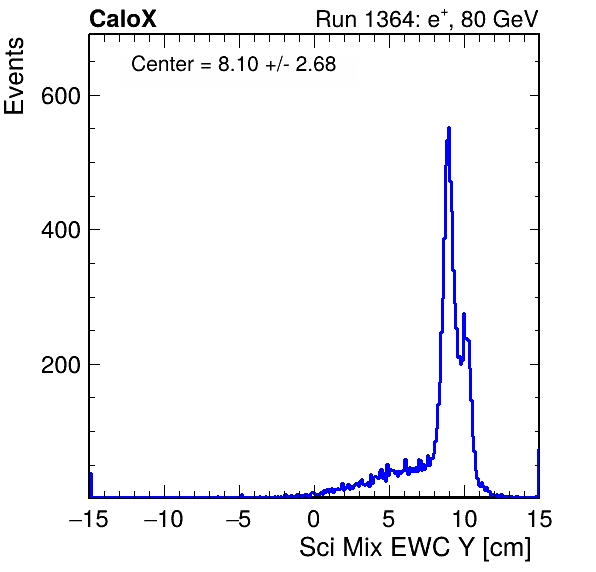 CaloX Run 1364: e⁺, 80 GeV
Center = 8.10 +/- 2.68
Events
600
400
200
−15 −10 −5 0 5 10 15
Sci Mix EWC Y [cm]